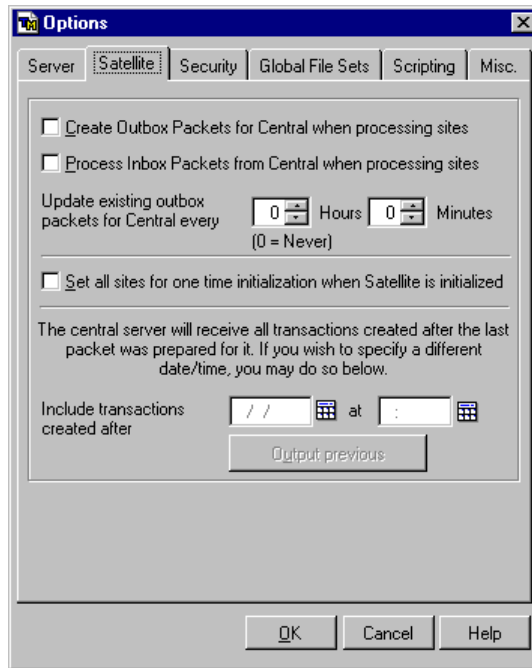 Options
Server Satellite Security Global File Sets Scripting Misc.
Create Outbox Packets for Central when processing sites
Process Inbox Packets from Central when processing sites
Update existing outbox
packets for Central every 0 Hours 0 Minutes
(0 = Never)
Set all sites for one time initialization when Satellite is initialized
The central server will receive all transactions created after the last
packet was prepared for it. If you wish to specify a different
date/time, you may do so below.
Include transactions
created after / / at :
Output previous
OK Cancel Help